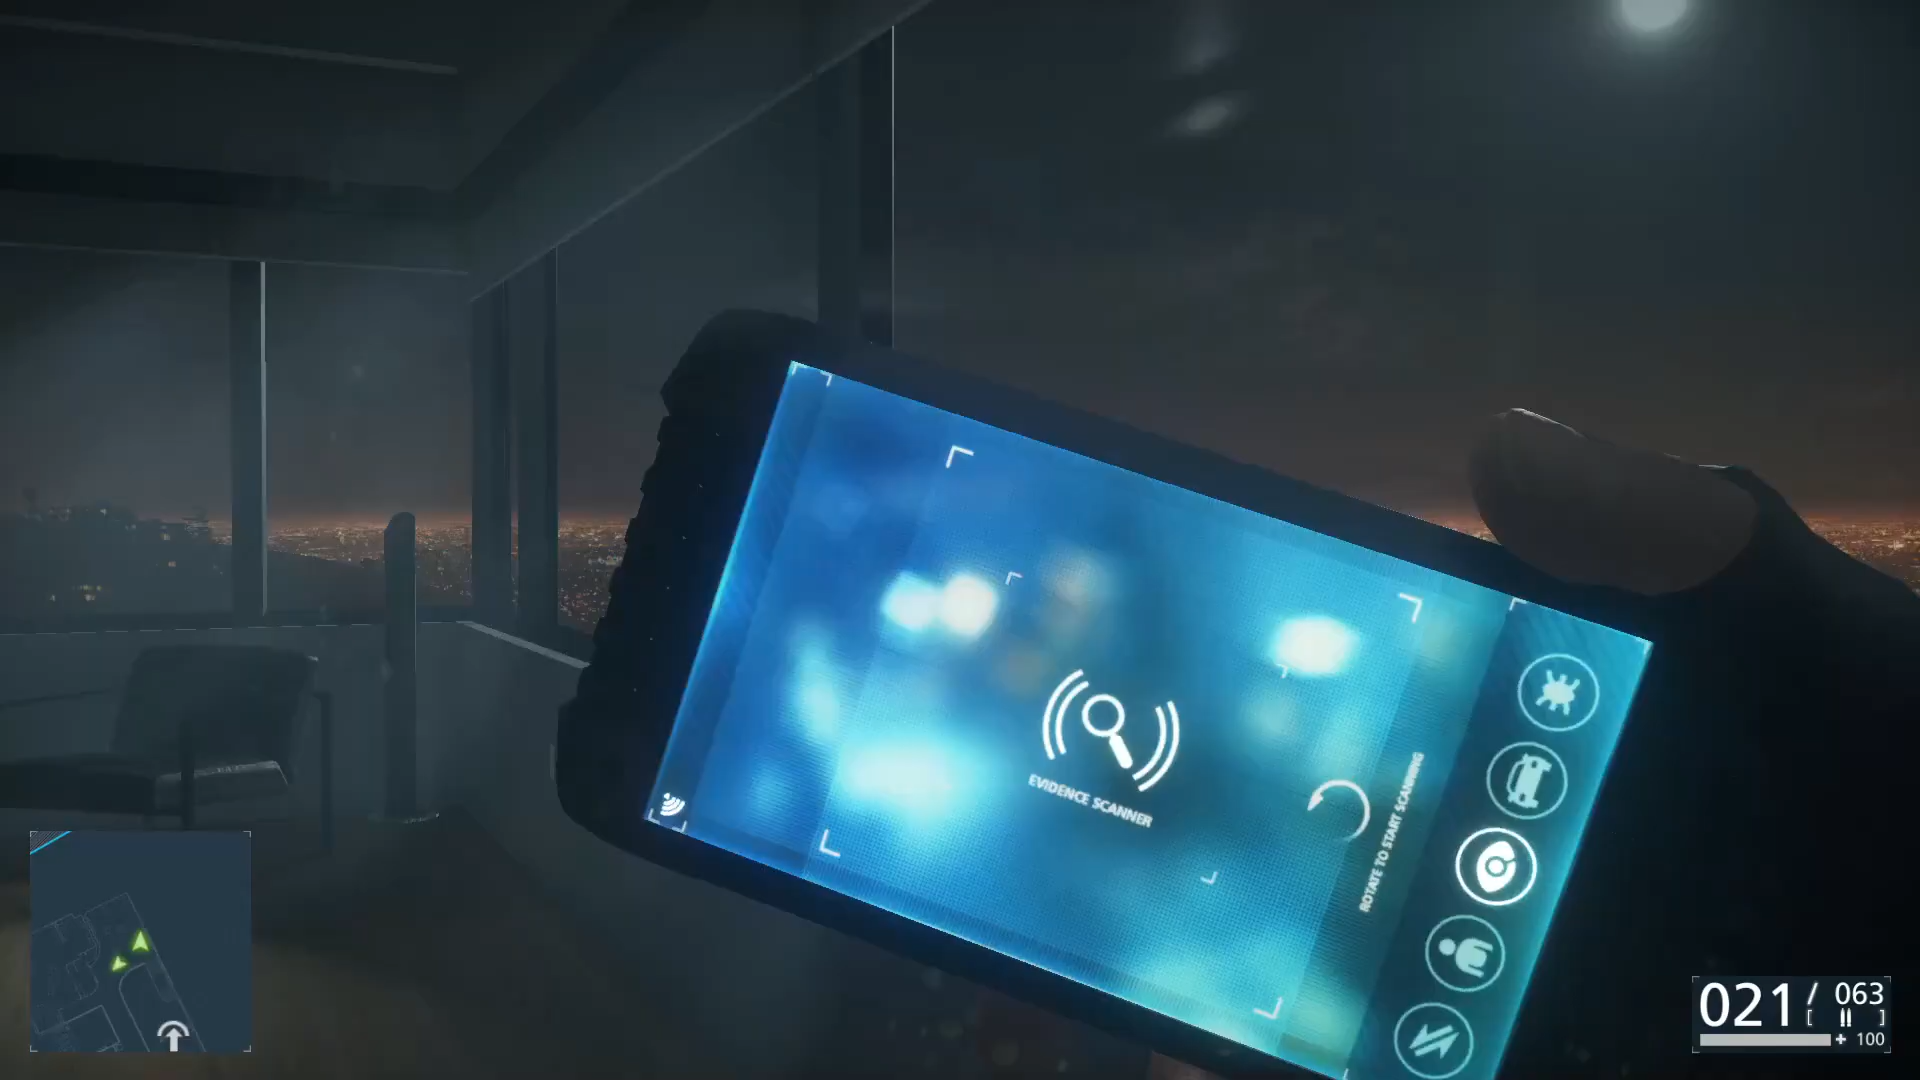 EVIDENCE SCANNER
ROTATE TO START SCANNING
021 / 063
[ ]
+ 100